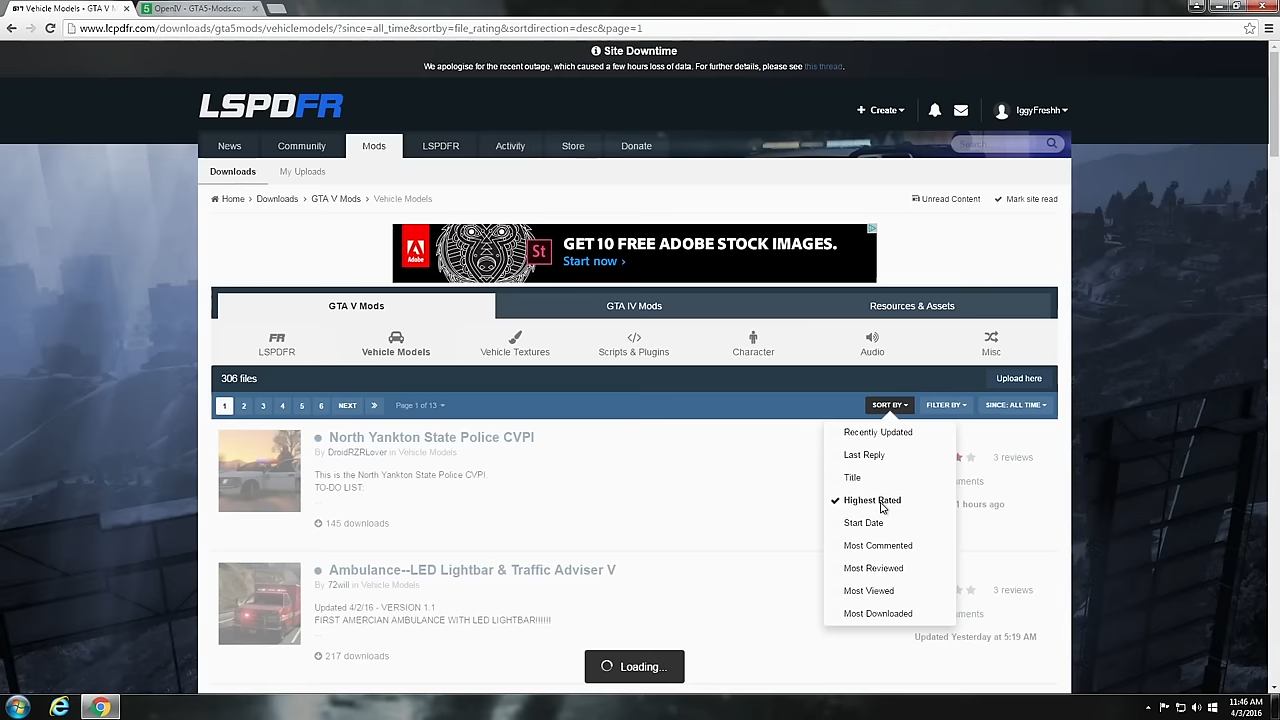 Vehicle Models - GTA V M
OpenIV - GTA5-Mods.com
www.lcpdfr.com/downloads/gta5mods/vehiclemodels/?since=all_time&sortby=file_rating&sortdirection=desc&page=1
Site Downtime
We apologise for the recent outage, which caused a few hours loss of data. For further details, please see this thread.
LSPDFR
Create
IggyFreshh
News Community Mods LSPDFR Activity Store Donate
Search...
Downloads My Uploads
Home > Downloads > GTA V Mods > Vehicle Models
Unread Content Mark site read
Adobe
St
GET 10 FREE ADOBE STOCK IMAGES.
Start now ›
GTA V Mods GTA IV Mods Resources & Assets
FR
LSPDFR Vehicle Models Vehicle Textures Scripts & Plugins Character Audio Misc
306 files
Upload here
1 2 3 4 5 6 NEXT » Page 1 of 13
SORT BY FILTER BY SINCE: ALL TIME
Recently Updated
Last Reply
Title
Highest Rated
Start Date
Most Commented
Most Reviewed
Most Viewed
Most Downloaded
North Yankton State Police CVPI
By DroidRZRLover in Vehicle Models
This is the North Yankton State Police CVPI.
TO-DO LIST:
145 downloads
3 reviews
ments
1 hours ago
Ambulance--LED Lightbar & Traffic Adviser V
By 72will in Vehicle Models
Updated 4/2/16 - VERSION 1.1
FIRST AMERCIAN AMBULANCE WITH LED LIGHTBAR!!!!!!
217 downloads
3 reviews
ments
Updated Yesterday at 5:19 AM
Loading...
11:46 AM
4/3/2016